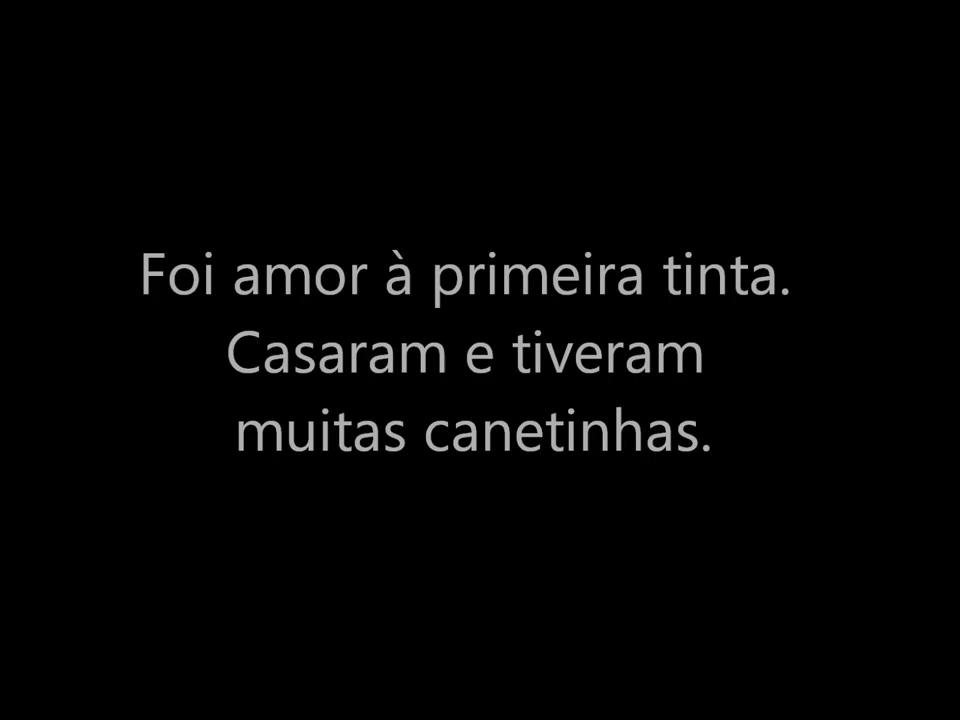 Foi amor à primeira tinta.
Casaram e tiveram
muitas canetinhas.